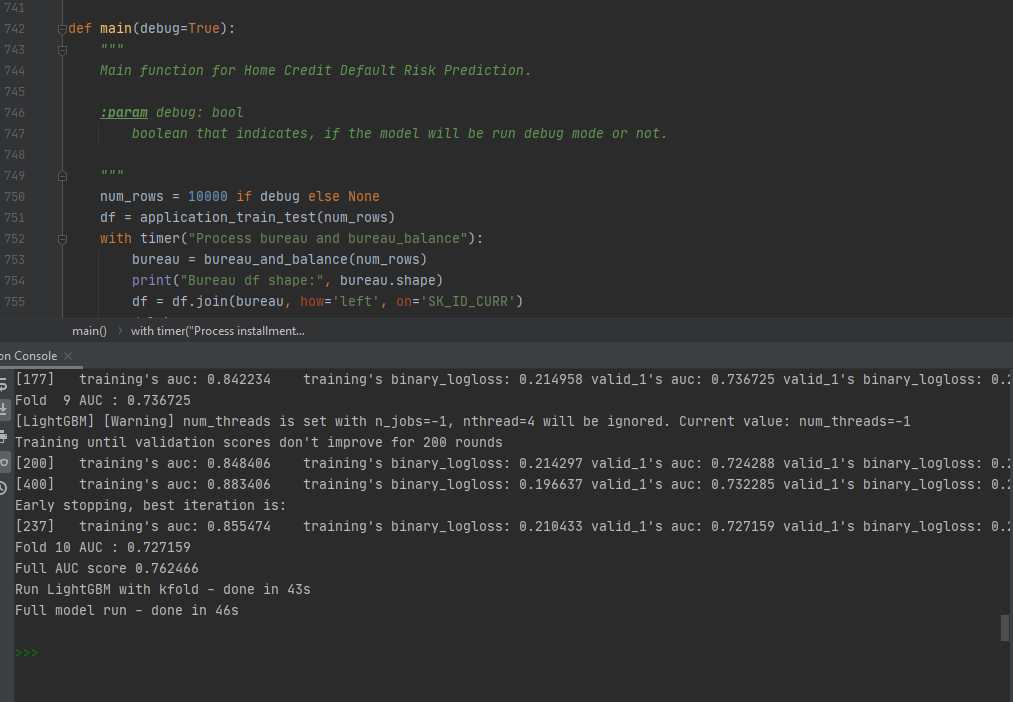 741
742 def main(debug=True):
743 """
744 Main function for Home Credit Default Risk Prediction.
745
746 :param debug: bool
747 boolean that indicates, if the model will be run debug mode or not.
748
749 """
750 num_rows = 10000 if debug else None
751 df = application_train_test(num_rows)
752 with timer("Process bureau and bureau_balance"):
753 bureau = bureau_and_balance(num_rows)
754 print("Bureau df shape:", bureau.shape)
755 df = df.join(bureau, how='left', on='SK_ID_CURR')
main() › with timer("Process installment...
on Console ×
[177] training's auc: 0.842234 training's binary_logloss: 0.214958 valid_1's auc: 0.736725 valid_1's binary_logloss: 0.2
Fold 9 AUC : 0.736725
[LightGBM] [Warning] num_threads is set with n_jobs=-1, nthread=4 will be ignored. Current value: num_threads=-1
Training until validation scores don't improve for 200 rounds
[200] training's auc: 0.848406 training's binary_logloss: 0.214297 valid_1's auc: 0.724288 valid_1's binary_logloss: 0.2
[400] training's auc: 0.883406 training's binary_logloss: 0.196637 valid_1's auc: 0.732285 valid_1's binary_logloss: 0.2
Early stopping, best iteration is:
[237] training's auc: 0.855474 training's binary_logloss: 0.210433 valid_1's auc: 0.727159 valid_1's binary_logloss: 0.2
Fold 10 AUC : 0.727159
Full AUC score 0.762466
Run LightGBM with kfold - done in 43s
Full model run - done in 46s
>>>